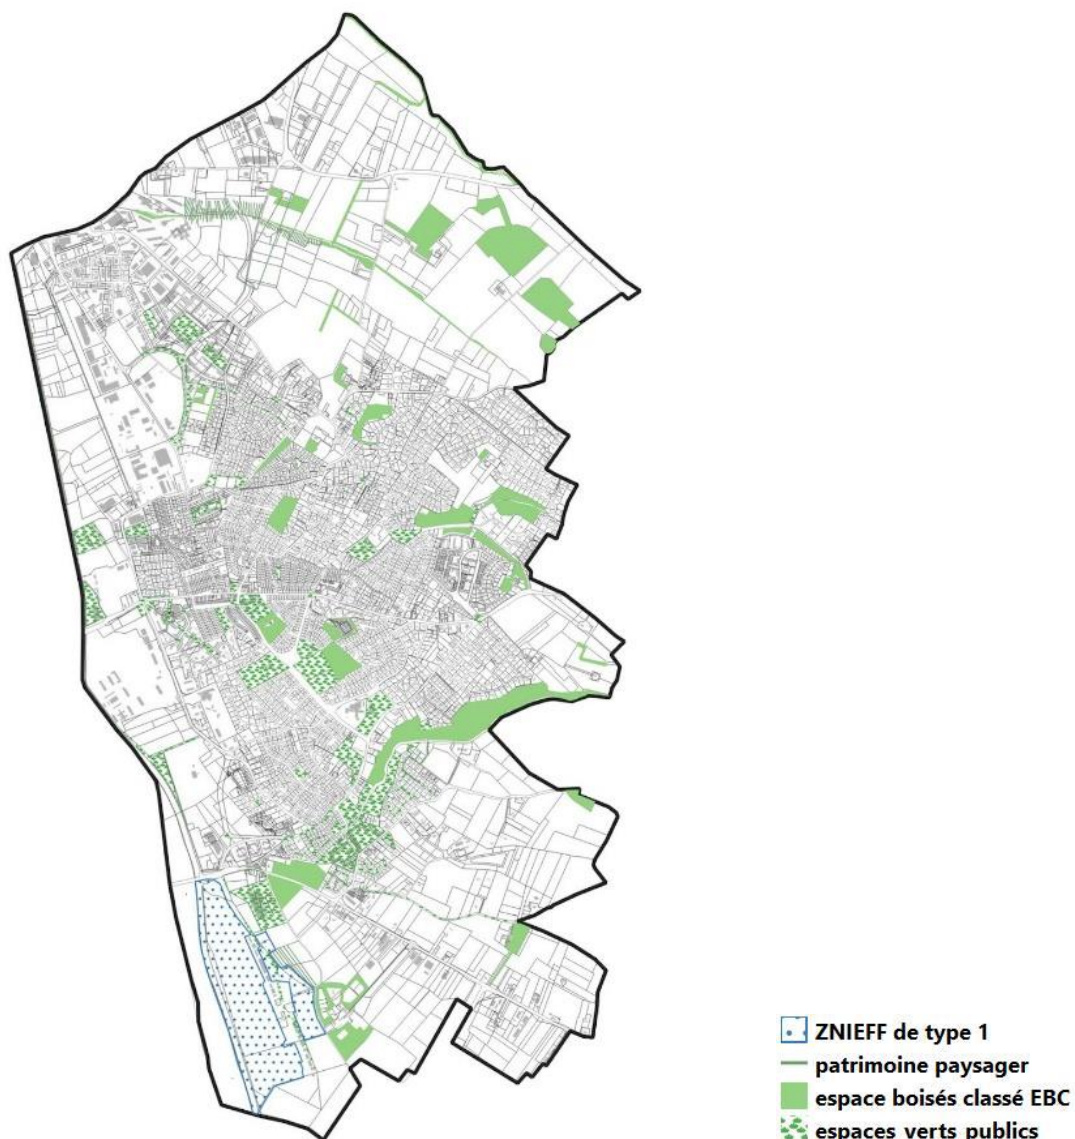 ZNIEFF de type 1
patrimoine paysager
espace boisés classé EBC
espaces verts publics